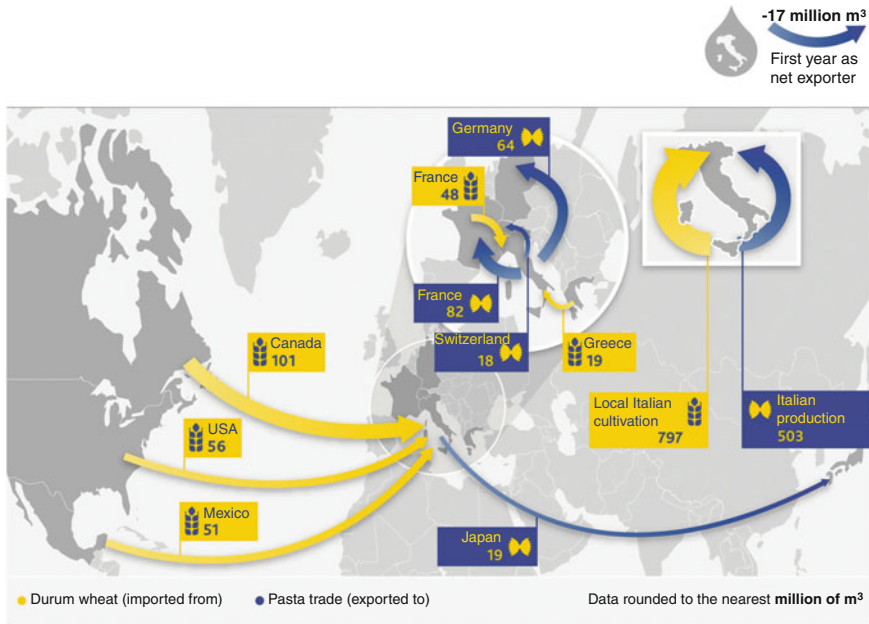 -17 million m³
First year as
net exporter
Germany
64
France
48
France
82
Switzerland
18
Greece
19
Canada
101
USA
56
Mexico
51
Japan
19
Local Italian
cultivation
797
Italian
production
503
Durum wheat (imported from)
Pasta trade (exported to)
Data rounded to the nearest million of m³